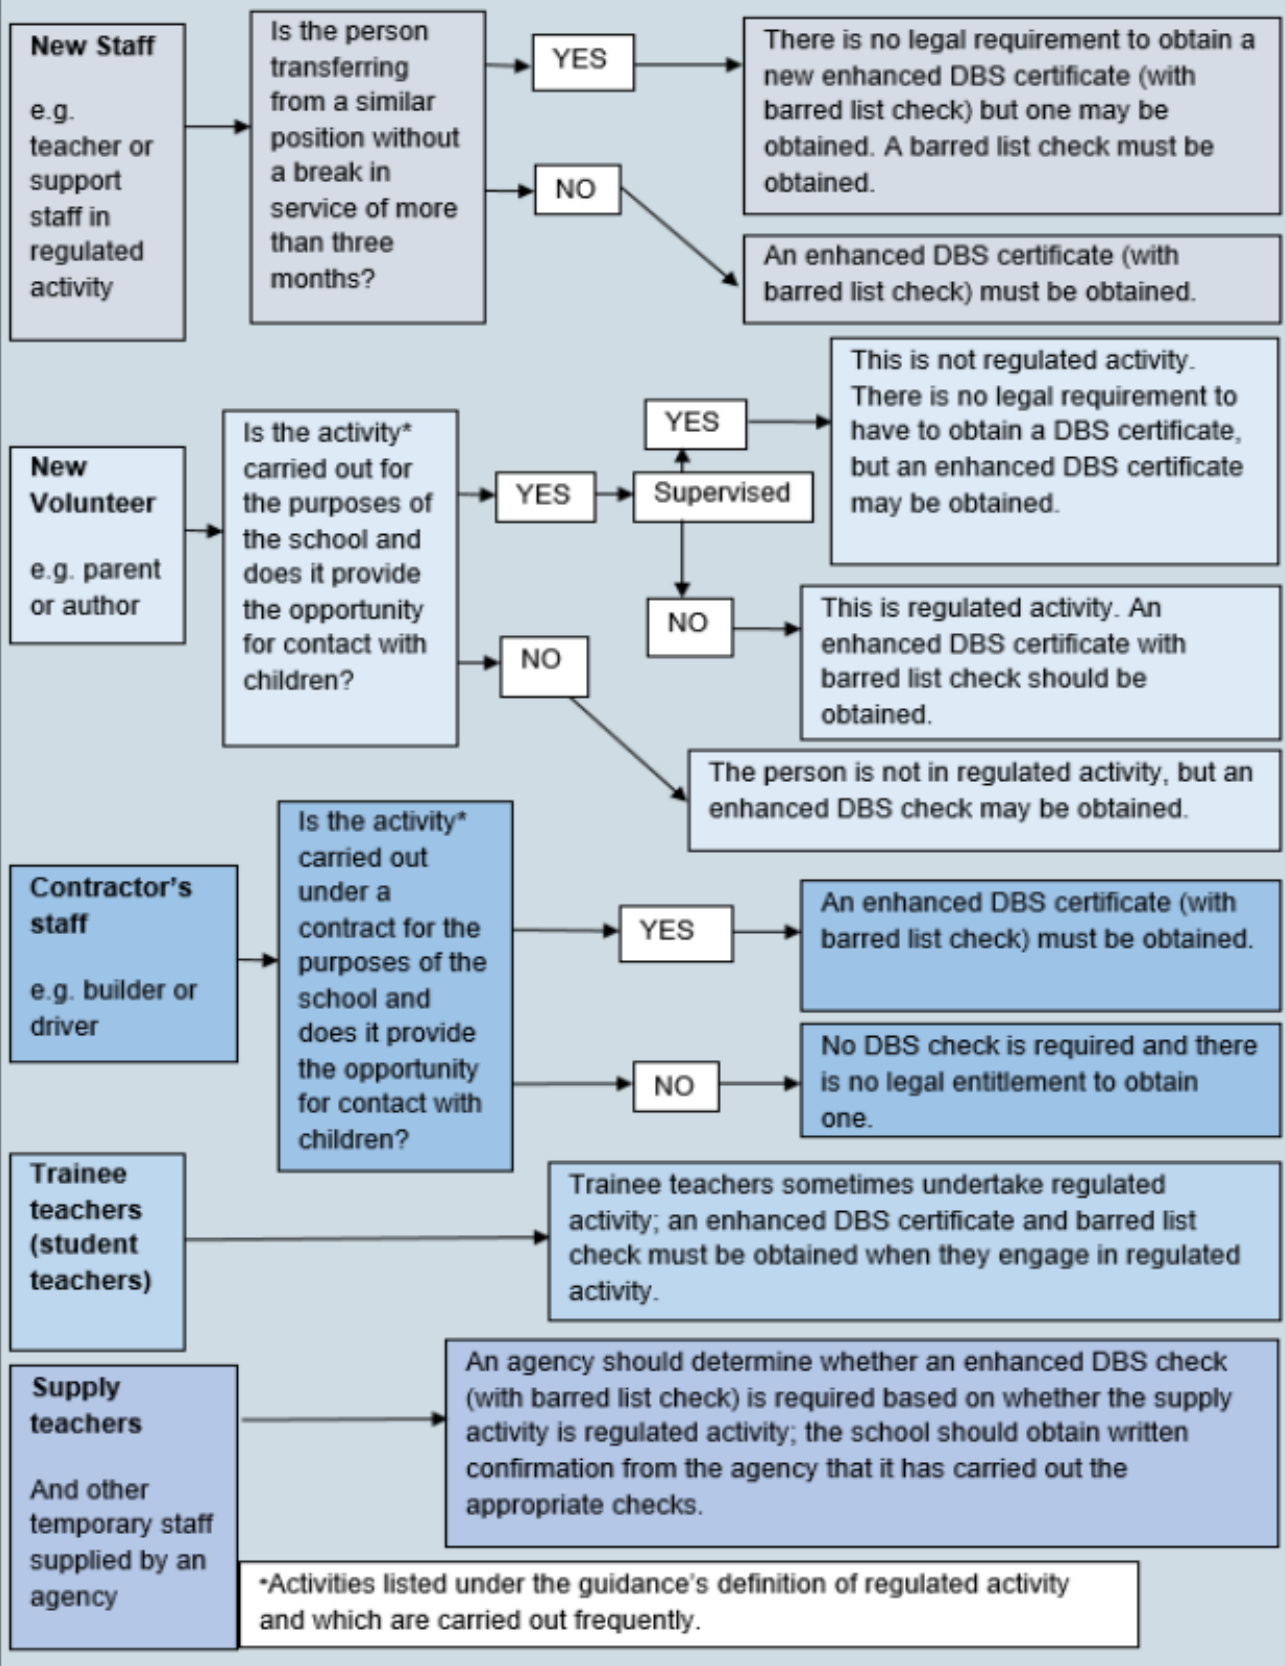 New Staff
e.g.
teacher or
support
staff in
regulated
activity
Is the person
transferring
from a similar
position without
a break in
service of more
than three
months?
YES
There is no legal requirement to obtain a
new enhanced DBS certificate (with
barred list check) but one may be
obtained. A barred list check must be
obtained.
NO
An enhanced DBS certificate (with
barred list check) must be obtained.
New
Volunteer
e.g. parent
or author
Is the activity*
carried out for
the purposes of
the school and
does it provide
the opportunity
for contact with
children?
YES
Supervised
YES
This is not regulated activity.
There is no legal requirement to
have to obtain a DBS certificate,
but an enhanced DBS certificate
may be obtained.
NO
This is regulated activity. An
enhanced DBS certificate with
barred list check should be
obtained.
NO
The person is not in regulated activity, but an
enhanced DBS check may be obtained.
Contractor's
staff
e.g. builder or
driver
Is the activity*
carried out
under a
contract for the
purposes of the
school and
does it provide
the opportunity
for contact with
children?
YES
An enhanced DBS certificate (with
barred list check) must be obtained.
NO
No DBS check is required and there
is no legal entitlement to obtain
one.
Trainee
teachers
(student
teachers)
Trainee teachers sometimes undertake regulated
activity; an enhanced DBS certificate and barred list
check must be obtained when they engage in regulated
activity.
Supply
teachers
And other
temporary staff
supplied by an
agency
An agency should determine whether an enhanced DBS check
(with barred list check) is required based on whether the supply
activity is regulated activity; the school should obtain written
confirmation from the agency that it has carried out the
appropriate checks.
*Activities listed under the guidance's definition of regulated activity
and which are carried out frequently.